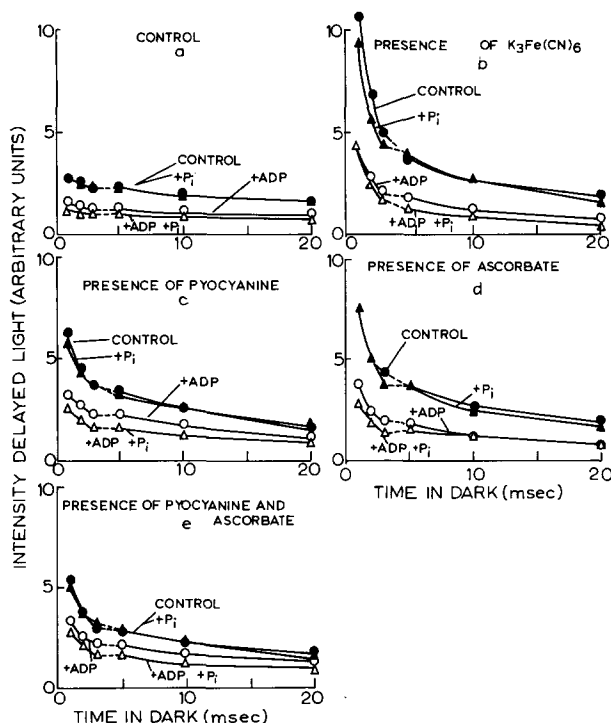 INTENSITY DELAYED LIGHT (ARBITRARY UNITS)
CONTROL
a
10
5
0
CONTROL
+Pi
+ADP
+ADP +Pi
0 10 20
PRESENCE OF K3Fe(CN)6
b
10
5
0
CONTROL
+Pi
+ADP
+ADP +Pi
0 10 20
PRESENCE OF PYOCYANINE
c
10
5
0
CONTROL
+Pi
+ADP
+ADP +Pi
PRESENCE OF ASCORBATE
d
10
5
0
CONTROL
+Pi
+ADP
+ADP +Pi
0 10 20
TIME IN DARK (msec)
PRESENCE OF PYOCYANINE AND
e ASCORBATE
5
0
CONTROL
+Pi
+ADP
+ADP +Pi
0 10 20
TIME IN DARK (msec)